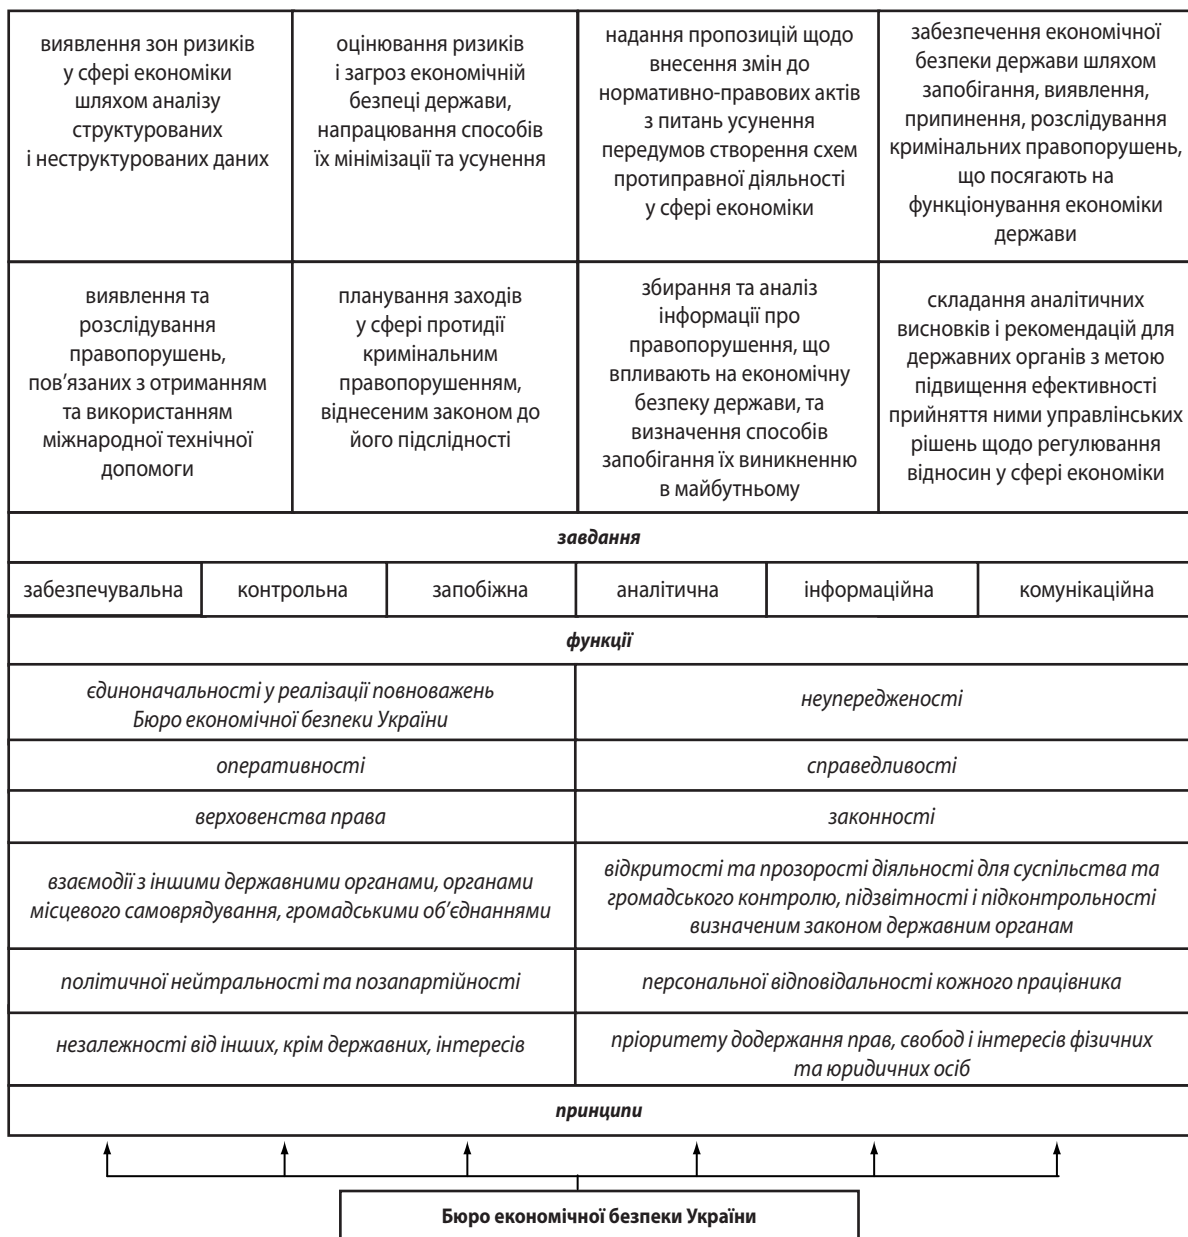 виявлення зон ризиків
у сфері економіки
шляхом аналізу
структурованих
і неструктурованих даних
оцінювання ризиків
і загроз економічній
безпеці держави,
напрацювання способів
їх мінімізації та усунення
надання пропозицій щодо
внесення змін до
нормативно-правових актів
з питань усунення
передумов створення схем
протиправної діяльності
у сфері економіки
забезпечення економічної
безпеки держави шляхом
запобігання, виявлення,
припинення, розслідування
кримінальних правопорушень,
що посягають на
функціонування економіки
держави
виявлення та
розслідування
правопорушень,
пов’язаних з отриманням
та використанням
міжнародної технічної
допомоги
планування заходів
у сфері протидії
кримінальним
правопорушенням,
віднесеним законом до
його підслідності
збирання та аналіз
інформації про
правопорушення, що
впливають на економічну
безпеку держави, та
визначення способів
запобігання їх виникненню
в майбутньому
складання аналітичних
висновків і рекомендацій для
державних органів з метою
підвищення ефективності
прийняття ними управлінських
рішень щодо регулювання
відносин у сфері економіки
завдання
забезпечувальна
контрольна
запобіжна
аналітична
інформаційна
комунікаційна
функції
єдиноначальності у реалізації повноважень
Бюро економічної безпеки України
неупередженості
оперативності
справедливості
верховенства права
законності
взаємодії з іншими державними органами, органами
місцевого самоврядування, громадськими об’єднаннями
відкритості та прозорості діяльності для суспільства та
громадського контролю, підзвітності і підконтрольності
визначеним законом державним органам
політичної нейтральності та позапартійності
персональної відповідальності кожного працівника
незалежності від інших, крім державних, інтересів
пріоритету додержання прав, свобод і інтересів фізичних
та юридичних осіб
принципи
Бюро економічної безпеки України